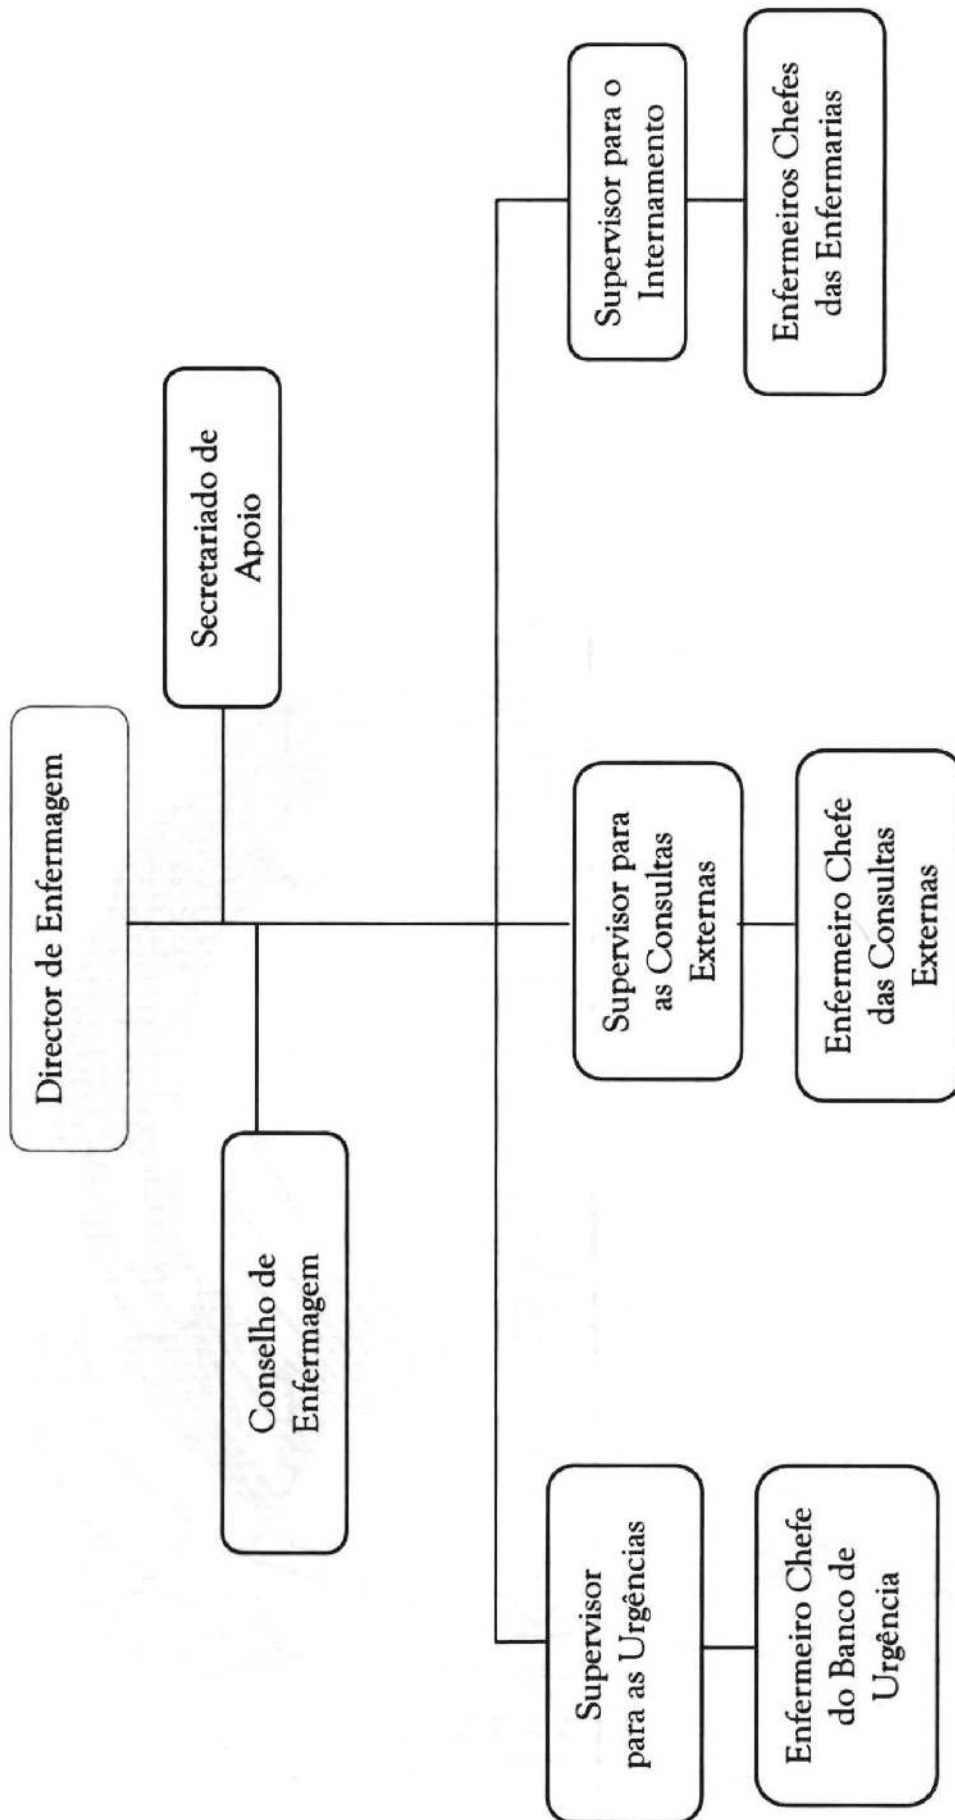 Director de Enfermagem
Secretariado de
Apoio
Conselho de
Enfermagem
Supervisor
para as Urgências
Supervisor para
as Consultas
Externas
Supervisor para o
Internamento
Enfermeiro Chefe
do Banco de
Urgência
Enfermeiro Chefe
das Consultas
Externas
Enfermeiros Chefes
das Enfermarias